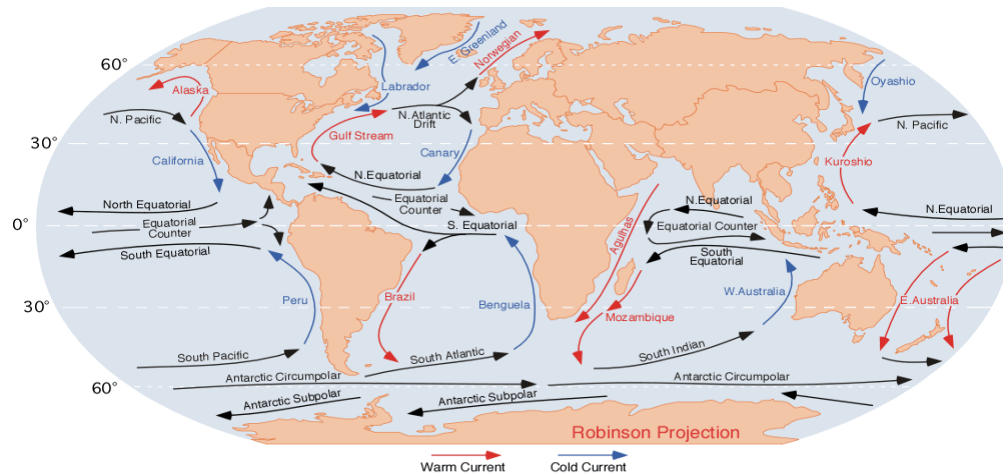 60°
30°
0°
30°
60°
E. Greenland
Norwegian
Labrador
Oyashio
Alaska
N. Pacific
N.Atlantic
Drift
N. Pacific
Gulf Stream
California
Canary
Kuroshio
N.Equatorial
North Equatorial
Equatorial
Counter
N.Equatorial
N.Equatorial
Equatorial
Counter
S. Equatorial
Equatorial Counter
South Equatorial
South
Equatorial
Agulhas
Peru
Brazil
Benguela
W.Australia
E.Australia
Mozambique
South Pacific
South Atlantic
South Indian
Antarctic Circumpolar
Antarctic Circumpolar
Antarctic Subpolar
Antarctic Subpolar
Robinson Projection
Warm Current
Cold Current